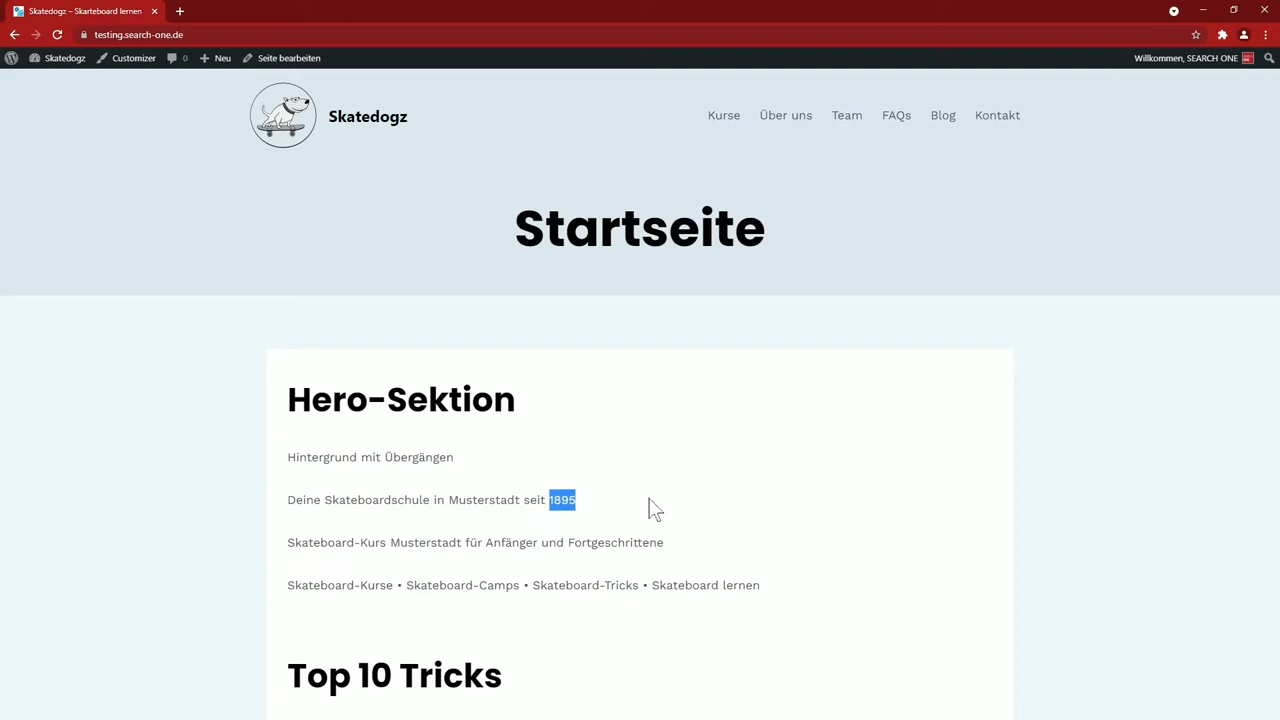 Skatedogz – Skarteboard lernen
testing.search-one.de
Skatedogz Customizer 0 Neu Seite bearbeiten Willkommen, SEARCH ONE
Skatedogz Kurse Über uns Team FAQs Blog Kontakt
Startseite
Hero-Sektion
Hintergrund mit Übergängen
Deine Skateboardschule in Musterstadt seit 1895
Skateboard-Kurs Musterstadt für Anfänger und Fortgeschrittene
Skateboard-Kurse • Skateboard-Camps • Skateboard-Tricks • Skateboard lernen
Top 10 Tricks